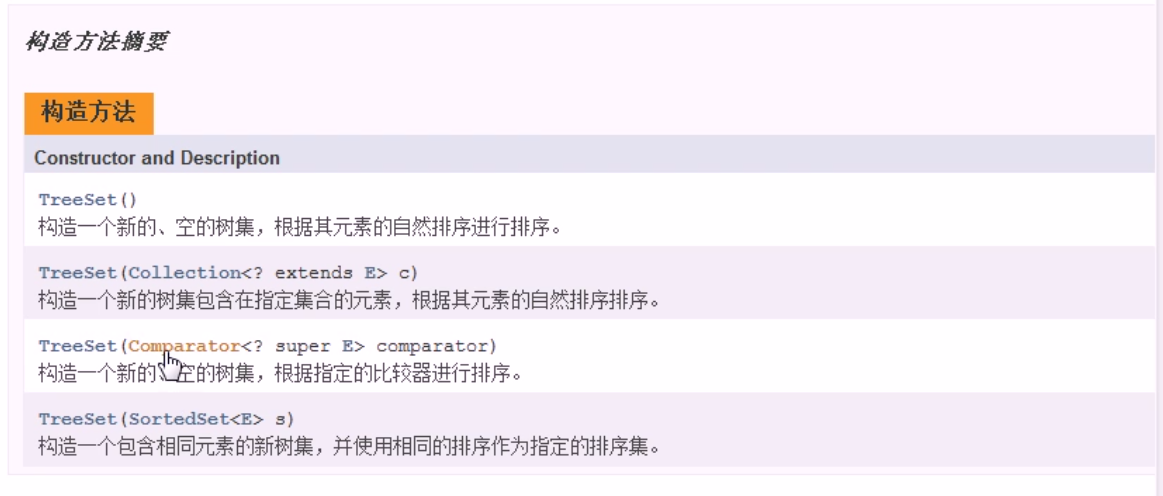 构造方法摘要
构造方法
Constructor and Description
TreeSet()
构造一个新的、空的树集，根据其元素的自然排序进行排序。
TreeSet(Collection<? extends E> c)
构造一个新的树集包含在指定集合的元素，根据其元素的自然排序排序。
TreeSet(Comparator<? super E> comparator)
构造一个新的、空的树集，根据指定的比较器进行排序。
TreeSet(SortedSet<E> s)
构造一个包含相同元素的新树集，并使用相同的排序作为指定的排序集。